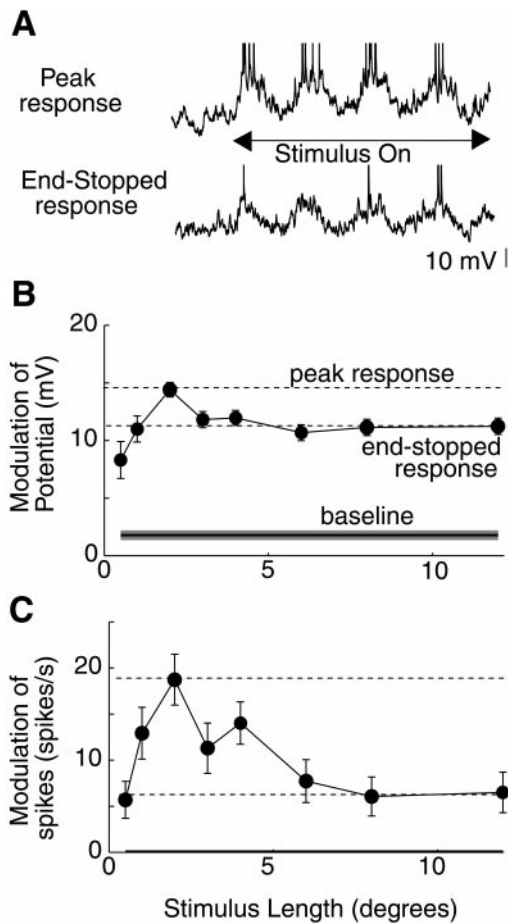 A
Peak
response
Stimulus On
End-Stopped
response
10 mV
B
20
peak response
Modulation of
Potential (mV)
10
end-stopped
response
baseline
0
0
5
10
C
20
Modulation of
spikes (spikes/s)
10
0
0
5
10
Stimulus Length (degrees)